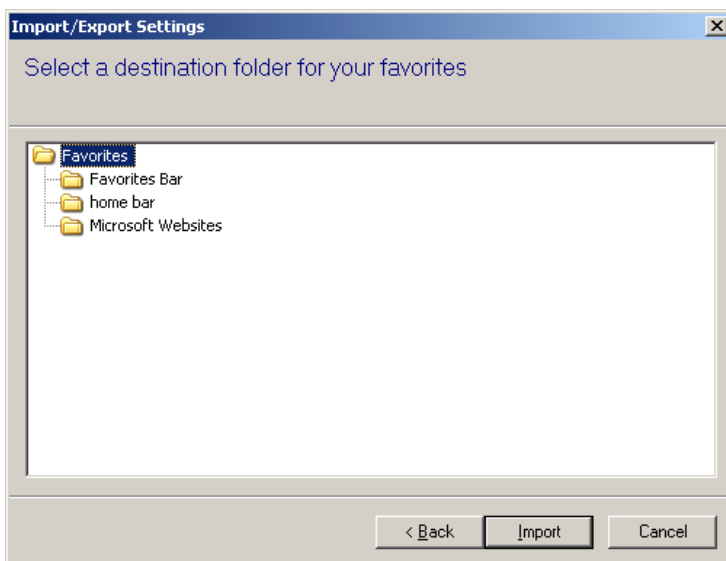 Import/Export Settings
Select a destination folder for your favorites
Favorites
Favorites Bar
home bar
Microsoft Websites
< Back Import Cancel